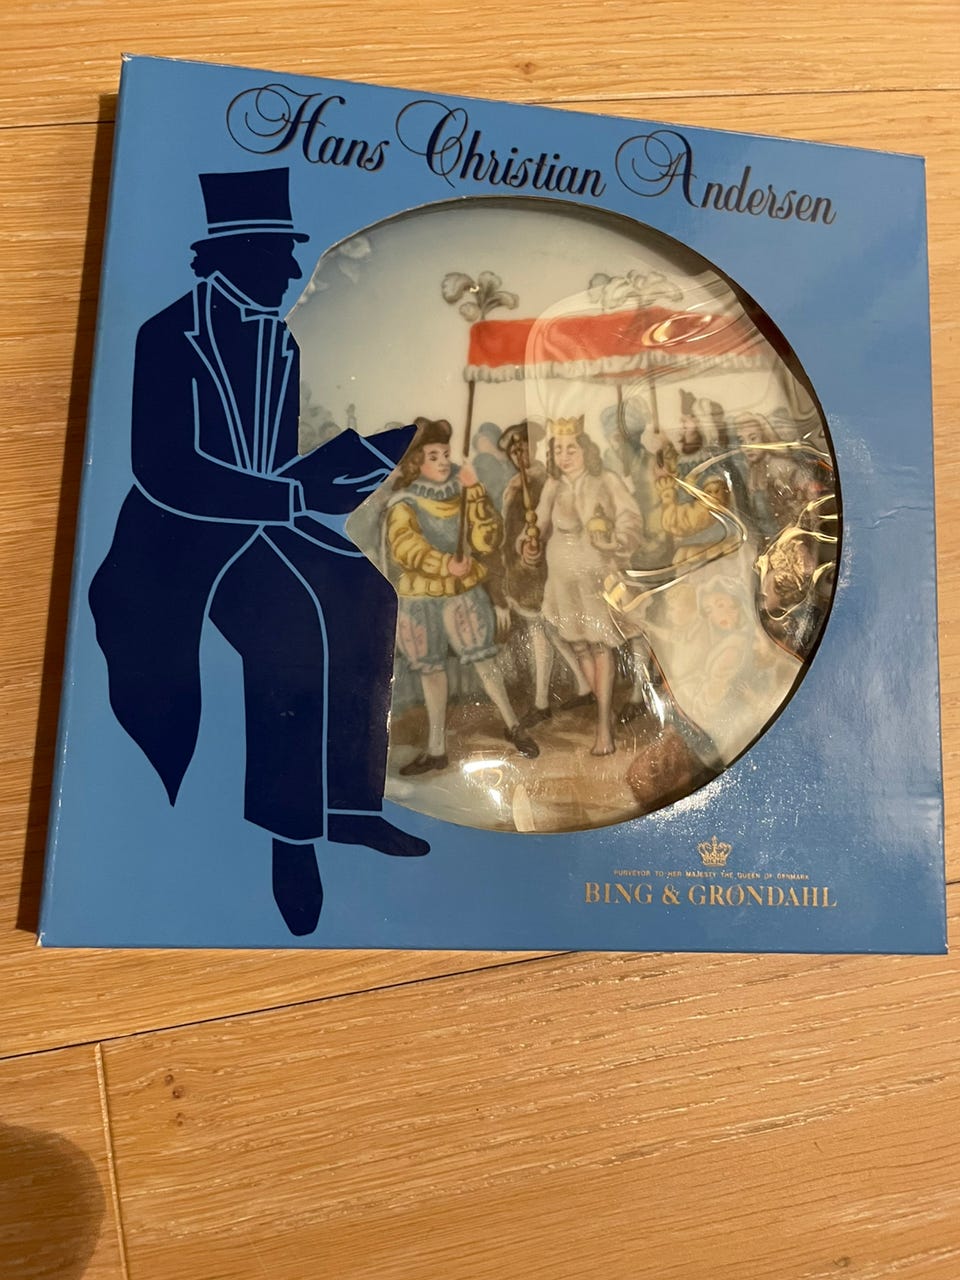 Hans Christian Andersen
PURVEYOR TO HER MAJESTY THE QUEEN OF DENMARK
BING & GRØNDAHL